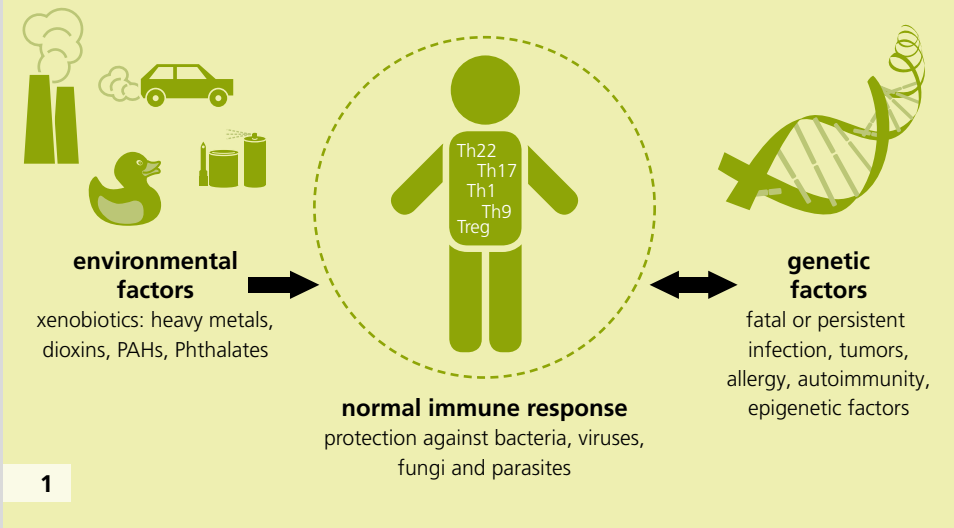 Th22
Th17
Th1
Th9
Treg
environmental
factors
xenobiotics: heavy metals,
dioxins, PAHs, Phthalates
genetic
factors
fatal or persistent
infection, tumors,
allergy, autoimmunity,
epigenetic factors
normal immune response
protection against bacteria, viruses,
fungi and parasites
1